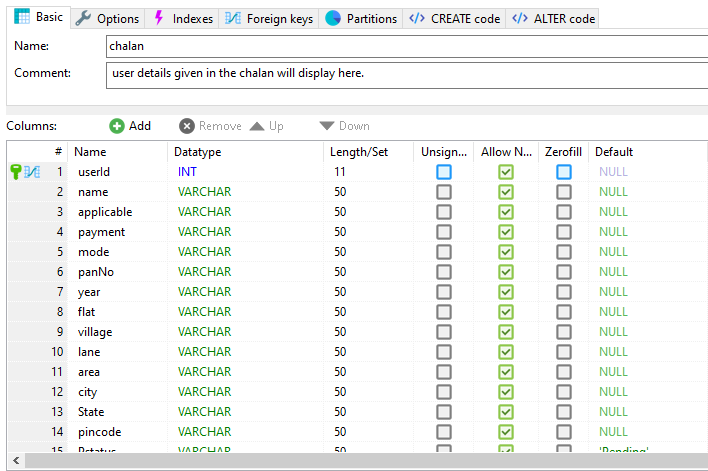 Basic Options Indexes Foreign keys Partitions CREATE code ALTER code
Name: chalan
Comment: user details given in the chalan will display here.
Columns: Add Remove Up Down
# Name Datatype Length/Set Unsign... Allow N... Zerofill Default
1 userId INT 11 NULL
2 name VARCHAR 50 NULL
3 applicable VARCHAR 50 NULL
4 payment VARCHAR 50 NULL
5 mode VARCHAR 50 NULL
6 panNo VARCHAR 50 NULL
7 year VARCHAR 50 NULL
8 flat VARCHAR 50 NULL
9 village VARCHAR 50 NULL
10 lane VARCHAR 50 NULL
11 area VARCHAR 50 NULL
12 city VARCHAR 50 NULL
13 State VARCHAR 50 NULL
14 pincode VARCHAR 50 NULL
15 Pstatus VARCHAR 50 'Pending'